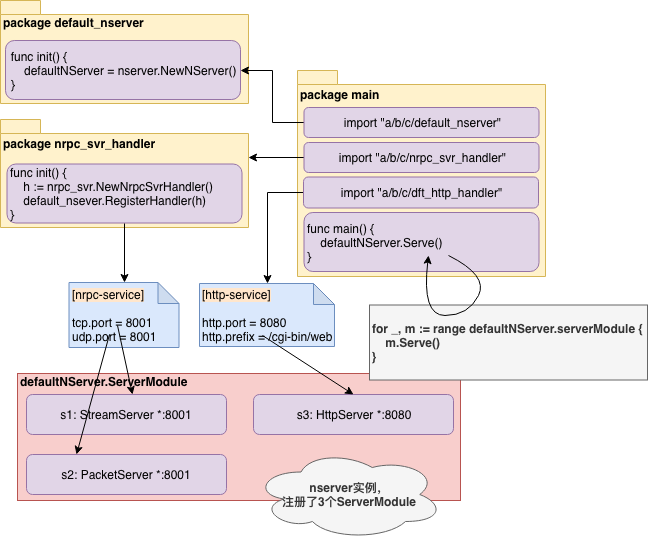 package default_nserver
func init() {
defaultNServer = nserver.NewNServer()
}
package main
import "a/b/c/default_nserver"
import "a/b/c/nrpc_svr_handler"
import "a/b/c/dft_http_handler"
func main() {
defaultNServer.Serve()
}
package nrpc_svr_handler
func init() {
h := nrpc_svr.NewNrpcSvrHandler()
default_nsever.RegisterHandler(h)
}
[nrpc-service]
tcp.port = 8001
udp.port = 8001
[http-service]
http.port = 8080
http.prefix = /cgi-bin/web
for _, m := range defaultNServer.serverModule {
m.Serve()
}
defaultNServer.ServerModule
s1: StreamServer *:8001
s3: HttpServer *:8080
s2: PacketServer *:8001
nserver实例，
注册了3个ServerModule